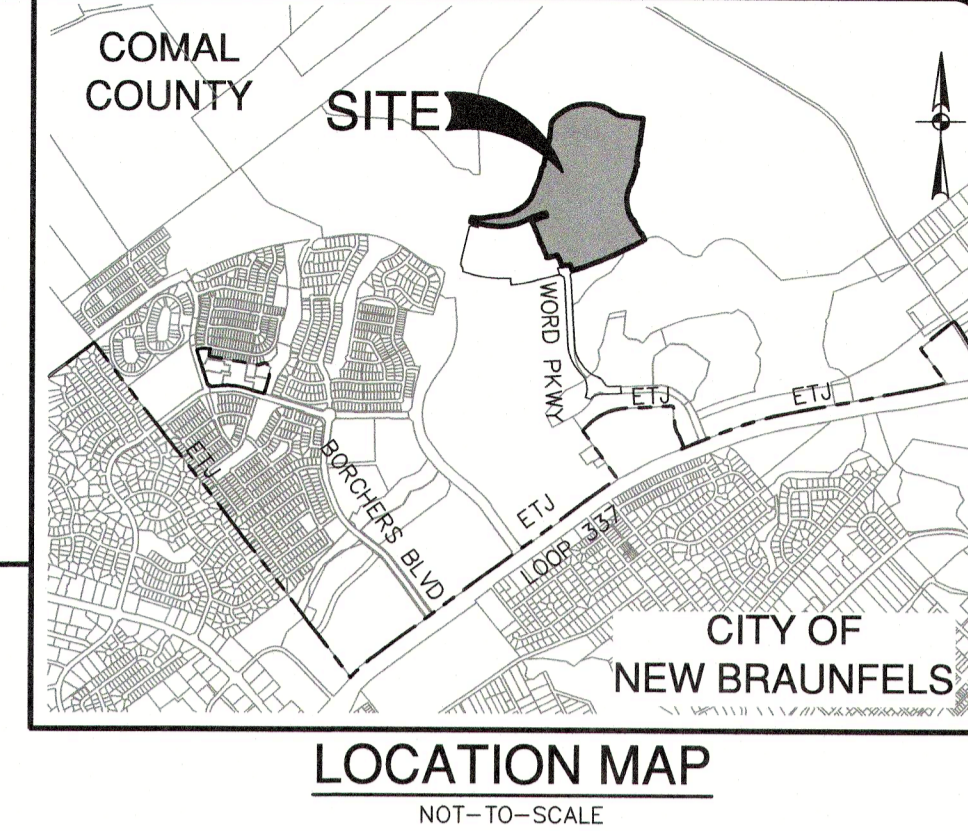 COMAL
COUNTY
SITE
WORD PKWY
ETJ
ETJ
ETJ
BORCHERS BLVD
ETJ
LOOP 337
CITY OF
NEW BRAUNFELS
LOCATION MAP
NOT-TO-SCALE